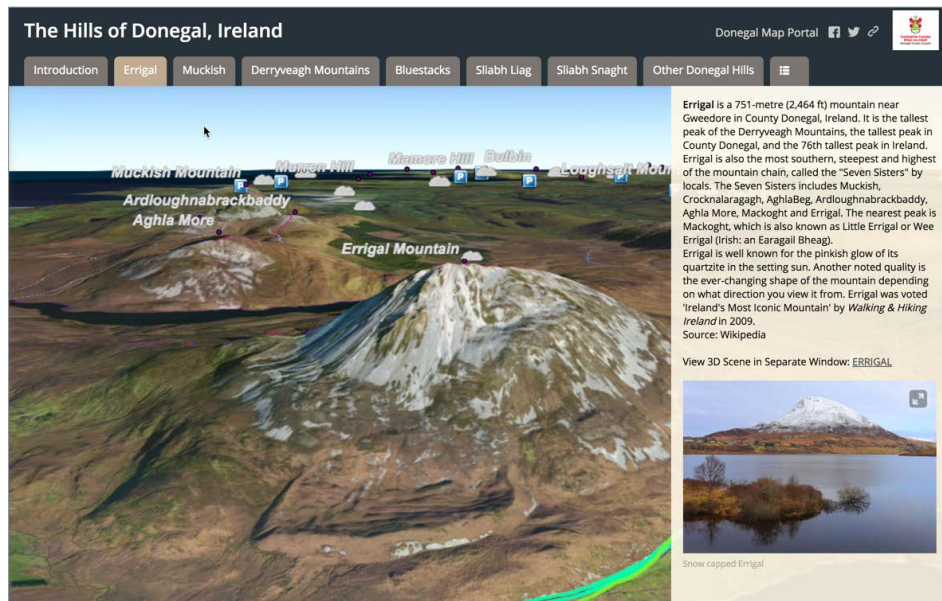 The Hills of Donegal, Ireland
Donegal Map Portal
Introduction
Errigal
Muckish
Derryveagh Mountains
Bluestacks
Sliabh Liag
Sliabh Snaght
Other Donegal Hills
Muckish Mountain
Murren Hill
Mamore Hill
Bulbin
Loughsalt Moun
Ardloughnabrackbaddy
Aghla More
Errigal Mountain
P
P
P
P
P
P
Errigal is a 751-metre (2,464 ft) mountain near
Gweedore in County Donegal, Ireland. It is the tallest
peak of the Derryveagh Mountains, the tallest peak in
County Donegal, and the 76th tallest peak in Ireland.
Errigal is also the most southern, steepest and highest
of the mountain chain, called the "Seven Sisters" by
locals. The Seven Sisters includes Muckish,
Crocknalaragagh, AghlaBeg, Ardloughnabrackbaddy,
Aghla More, Mackoght and Errigal. The nearest peak is
Mackoght, which is also known as Little Errigal or Wee
Errigal (Irish: an Earagail Bheag).
Errigal is well known for the pinkish glow of its
quartzite in the setting sun. Another noted quality is
the ever-changing shape of the mountain depending
on what direction you view it from. Errigal was voted
'Ireland's Most Iconic Mountain' by Walking & Hiking
Ireland in 2009.
Source: Wikipedia
View 3D Scene in Separate Window: ERRIGAL
Snow capped Errigal